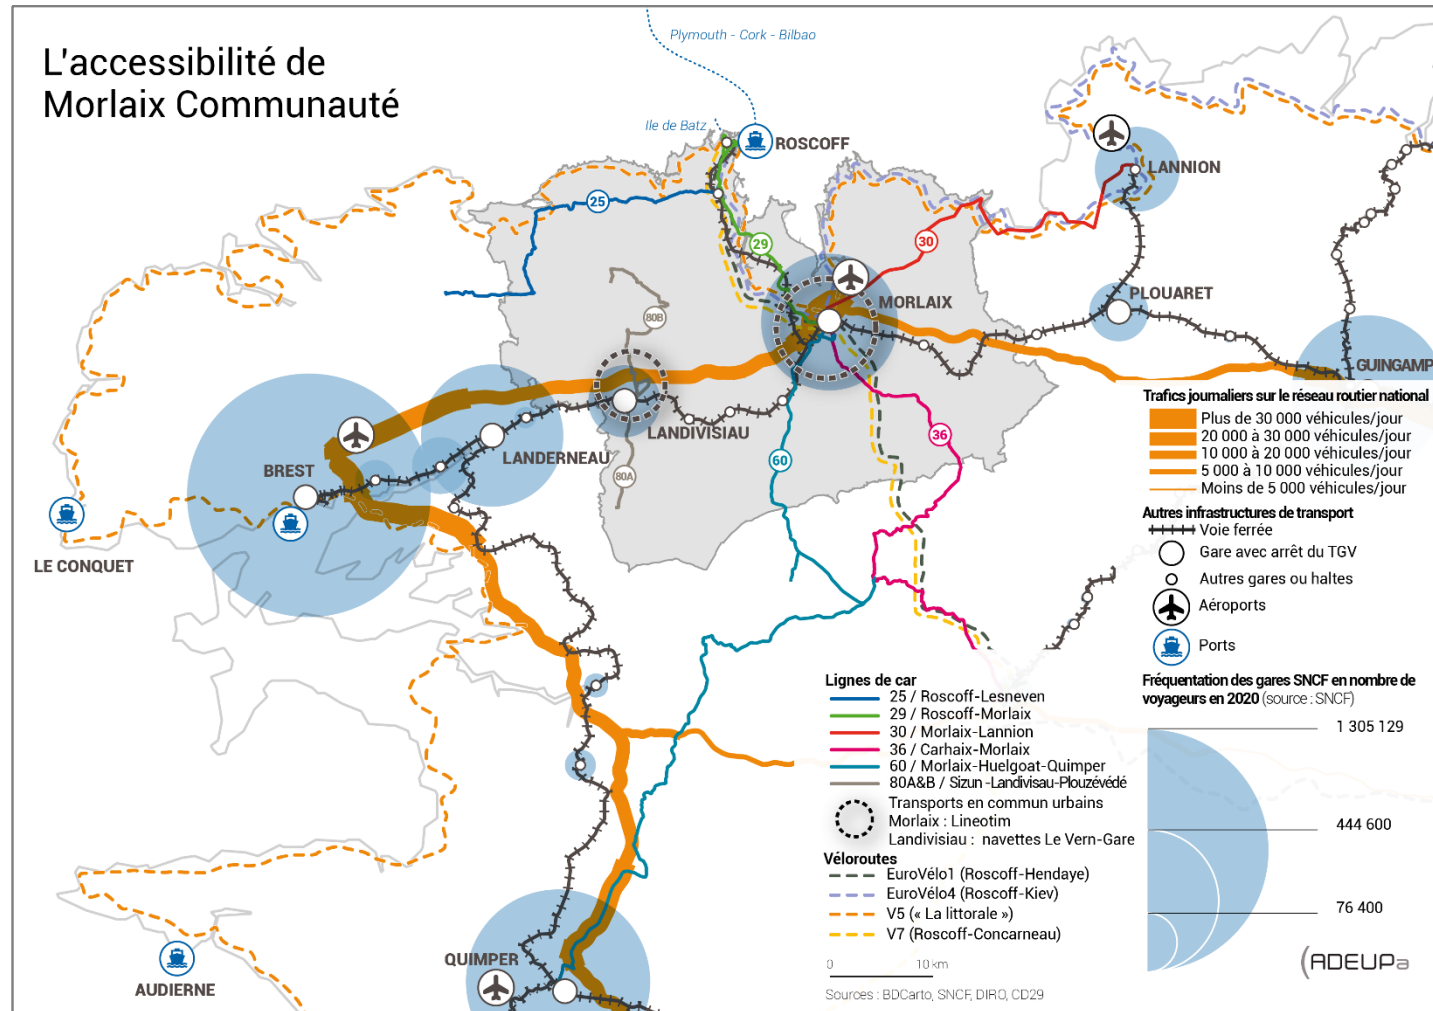 L'accessibilité de
Morlaix Communauté
Plymouth - Cork - Bilbao
Ile de Batz
ROSCOFF
LANNION
25
29
30
MORLAIX
PLOUARET
80B
GUINGAMP
LANDIVISIAU
36
LANDERNEAU
60
BREST
80A
LE CONQUET
QUIMPER
AUDIERNE
Trafics journaliers sur le réseau routier national
Plus de 30 000 véhicules/jour
20 000 à 30 000 véhicules/jour
10 000 à 20 000 véhicules/jour
5 000 à 10 000 véhicules/jour
Moins de 5 000 véhicules/jour
Autres infrastructures de transport
Voie ferrée
Gare avec arrêt du TGV
Autres gares ou haltes
Aéroports
Ports
Fréquentation des gares SNCF en nombre de
voyageurs en 2020 (source : SNCF)
1 305 129
444 600
76 400
Lignes de car
25 / Roscoff-Lesneven
29 / Roscoff-Morlaix
30 / Morlaix-Lannion
36 / Carhaix-Morlaix
60 / Morlaix-Huelgoat-Quimper
80A&B / Sizun -Landivisau-Plouzévédé
Transports en commun urbains
Morlaix : Lineotim
Landivisiau : navettes Le Vern-Gare
Véloroutes
EuroVélo1 (Roscoff-Hendaye)
EuroVélo4 (Roscoff-Kiev)
V5 (« La littorale »)
V7 (Roscoff-Concarneau)
0 10 km
Sources : BDCarto, SNCF, DIRO, CD29
ADEUPa